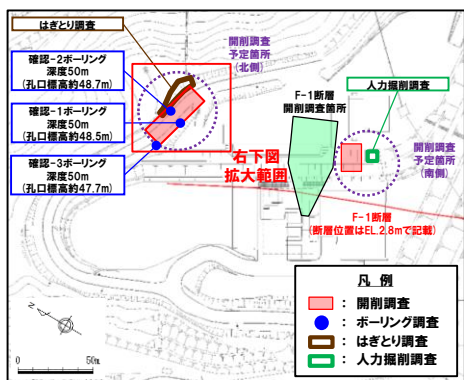 はぎとり調査
確認-2ボーリング
深度50m
(孔口標高約48.7m)
確認-1ボーリング
深度50m
(孔口標高約48.5m)
確認-3ボーリング
深度50m
(孔口標高約47.7m)
開削調査
予定箇所
(北側)
右下図
拡大範囲
F-1断層
開削調査箇所
人力掘削調査
開削調査
予定箇所
(南側)
F-1断層
(断層位置はEL.2.8mで記載)
凡 例
: 開削調査
: ボーリング調査
: はぎとり調査
: 人力掘削調査
N
0 50m